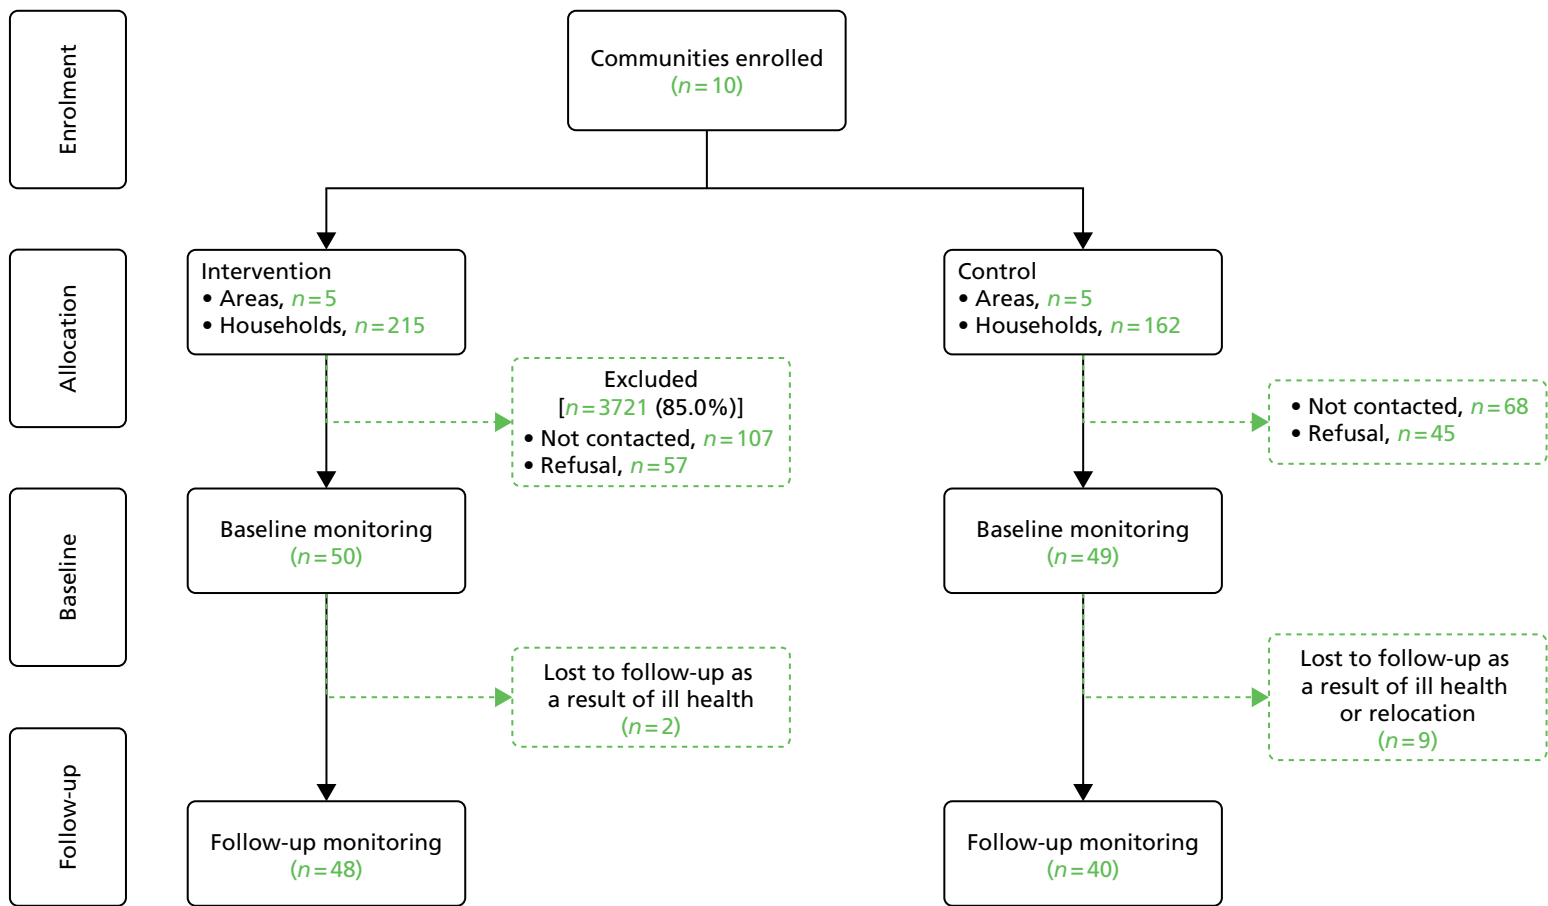 Enrolment
Communities enrolled
(n=10)
Allocation
Intervention
• Areas, n=5
• Households, n=215
Control
• Areas, n=5
• Households, n=162
Excluded
[n=3721 (85.0%)]
• Not contacted, n=107
• Refusal, n=57
• Not contacted, n=68
• Refusal, n=45
Baseline
Baseline monitoring
(n=50)
Baseline monitoring
(n=49)
Lost to follow-up as
a result of ill health
(n=2)
Lost to follow-up as
a result of ill health
or relocation
(n=9)
Follow-up
Follow-up monitoring
(n=48)
Follow-up monitoring
(n=40)